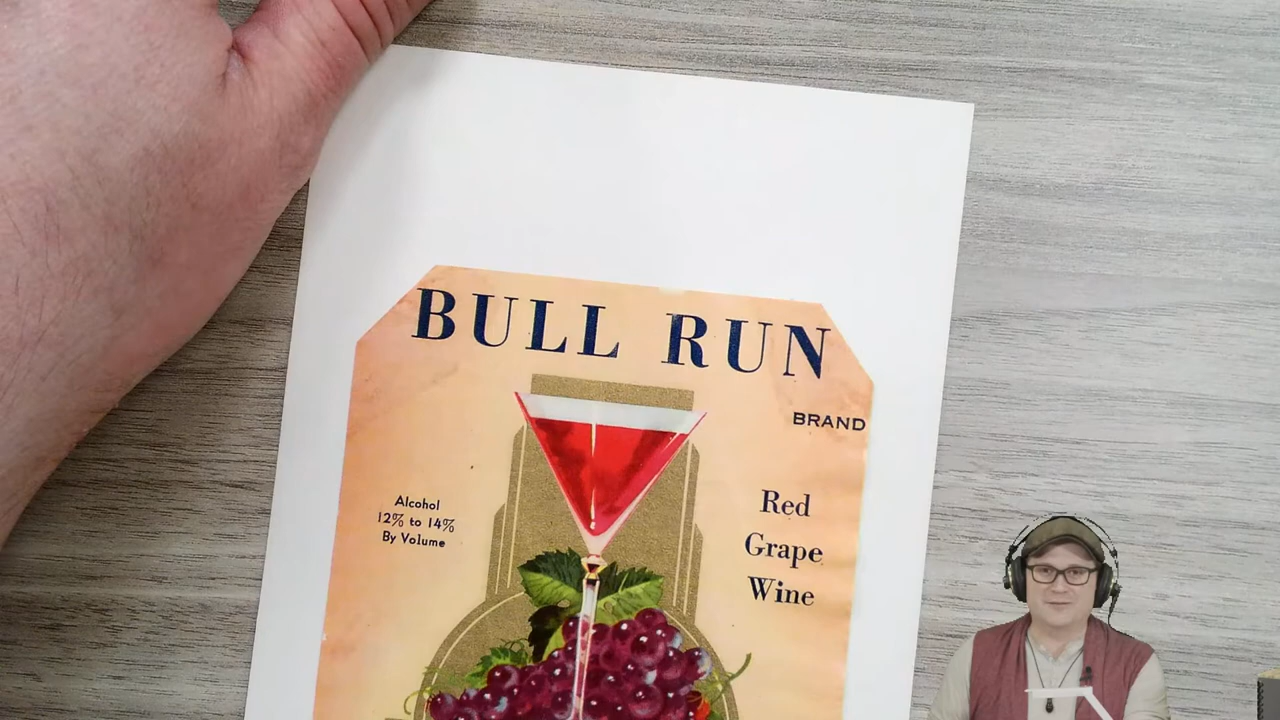 BULL RUN
BRAND
Alcohol
12% to 14%
By Volume
Red
Grape
Wine